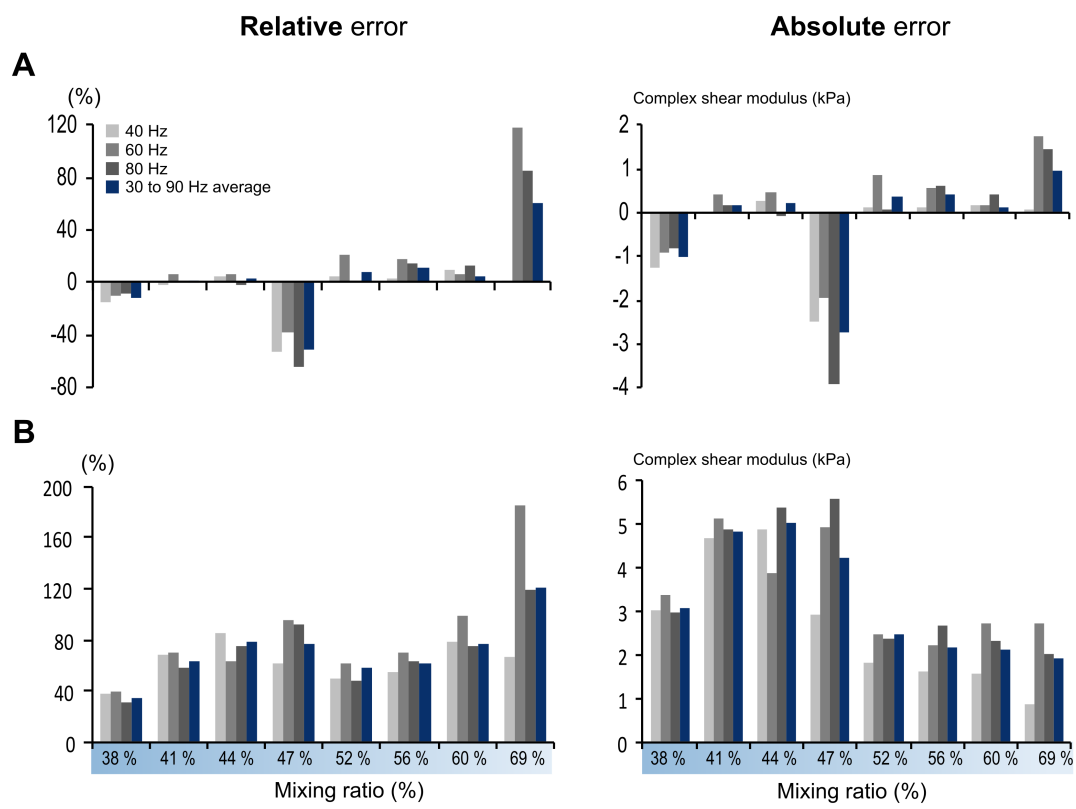 Relative error
Absolute error
A
(%)
120
80
40
0
-40
-80
40 Hz
60 Hz
80 Hz
30 to 90 Hz average
Complex shear modulus (kPa)
2
1
0
-1
-2
-3
-4
B
(%)
200
160
120
80
40
0
38 % 41 % 44 % 47 % 52 % 56 % 60 % 69 %
Mixing ratio (%)
Complex shear modulus (kPa)
6
5
4
3
2
1
0
38 % 41 % 44 % 47 % 52 % 56 % 60 % 69 %
Mixing ratio (%)